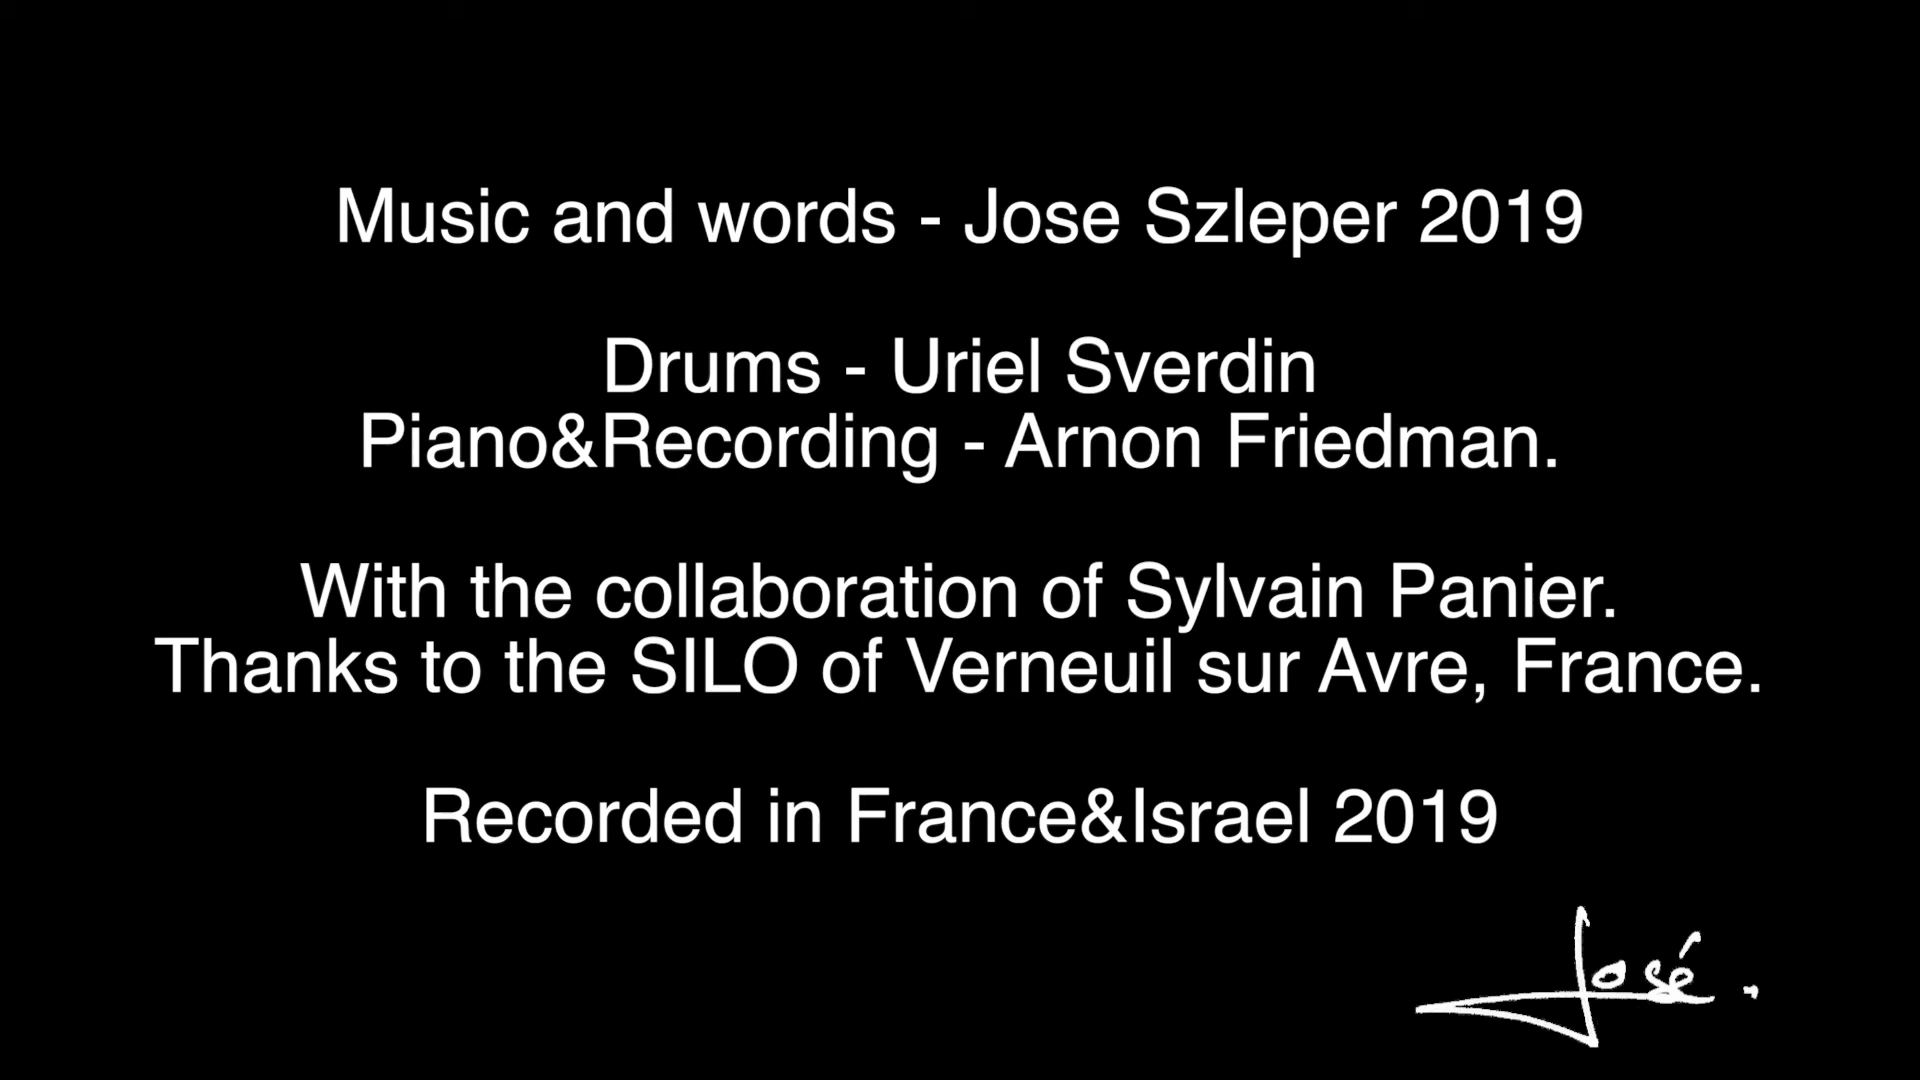 Music and words - Jose Szleper 2019
Drums - Uriel Sverdin
Piano&Recording - Arnon Friedman.
With the collaboration of Sylvain Panier.
Thanks to the SILO of Verneuil sur Avre, France.
Recorded in France&Israel 2019
José.